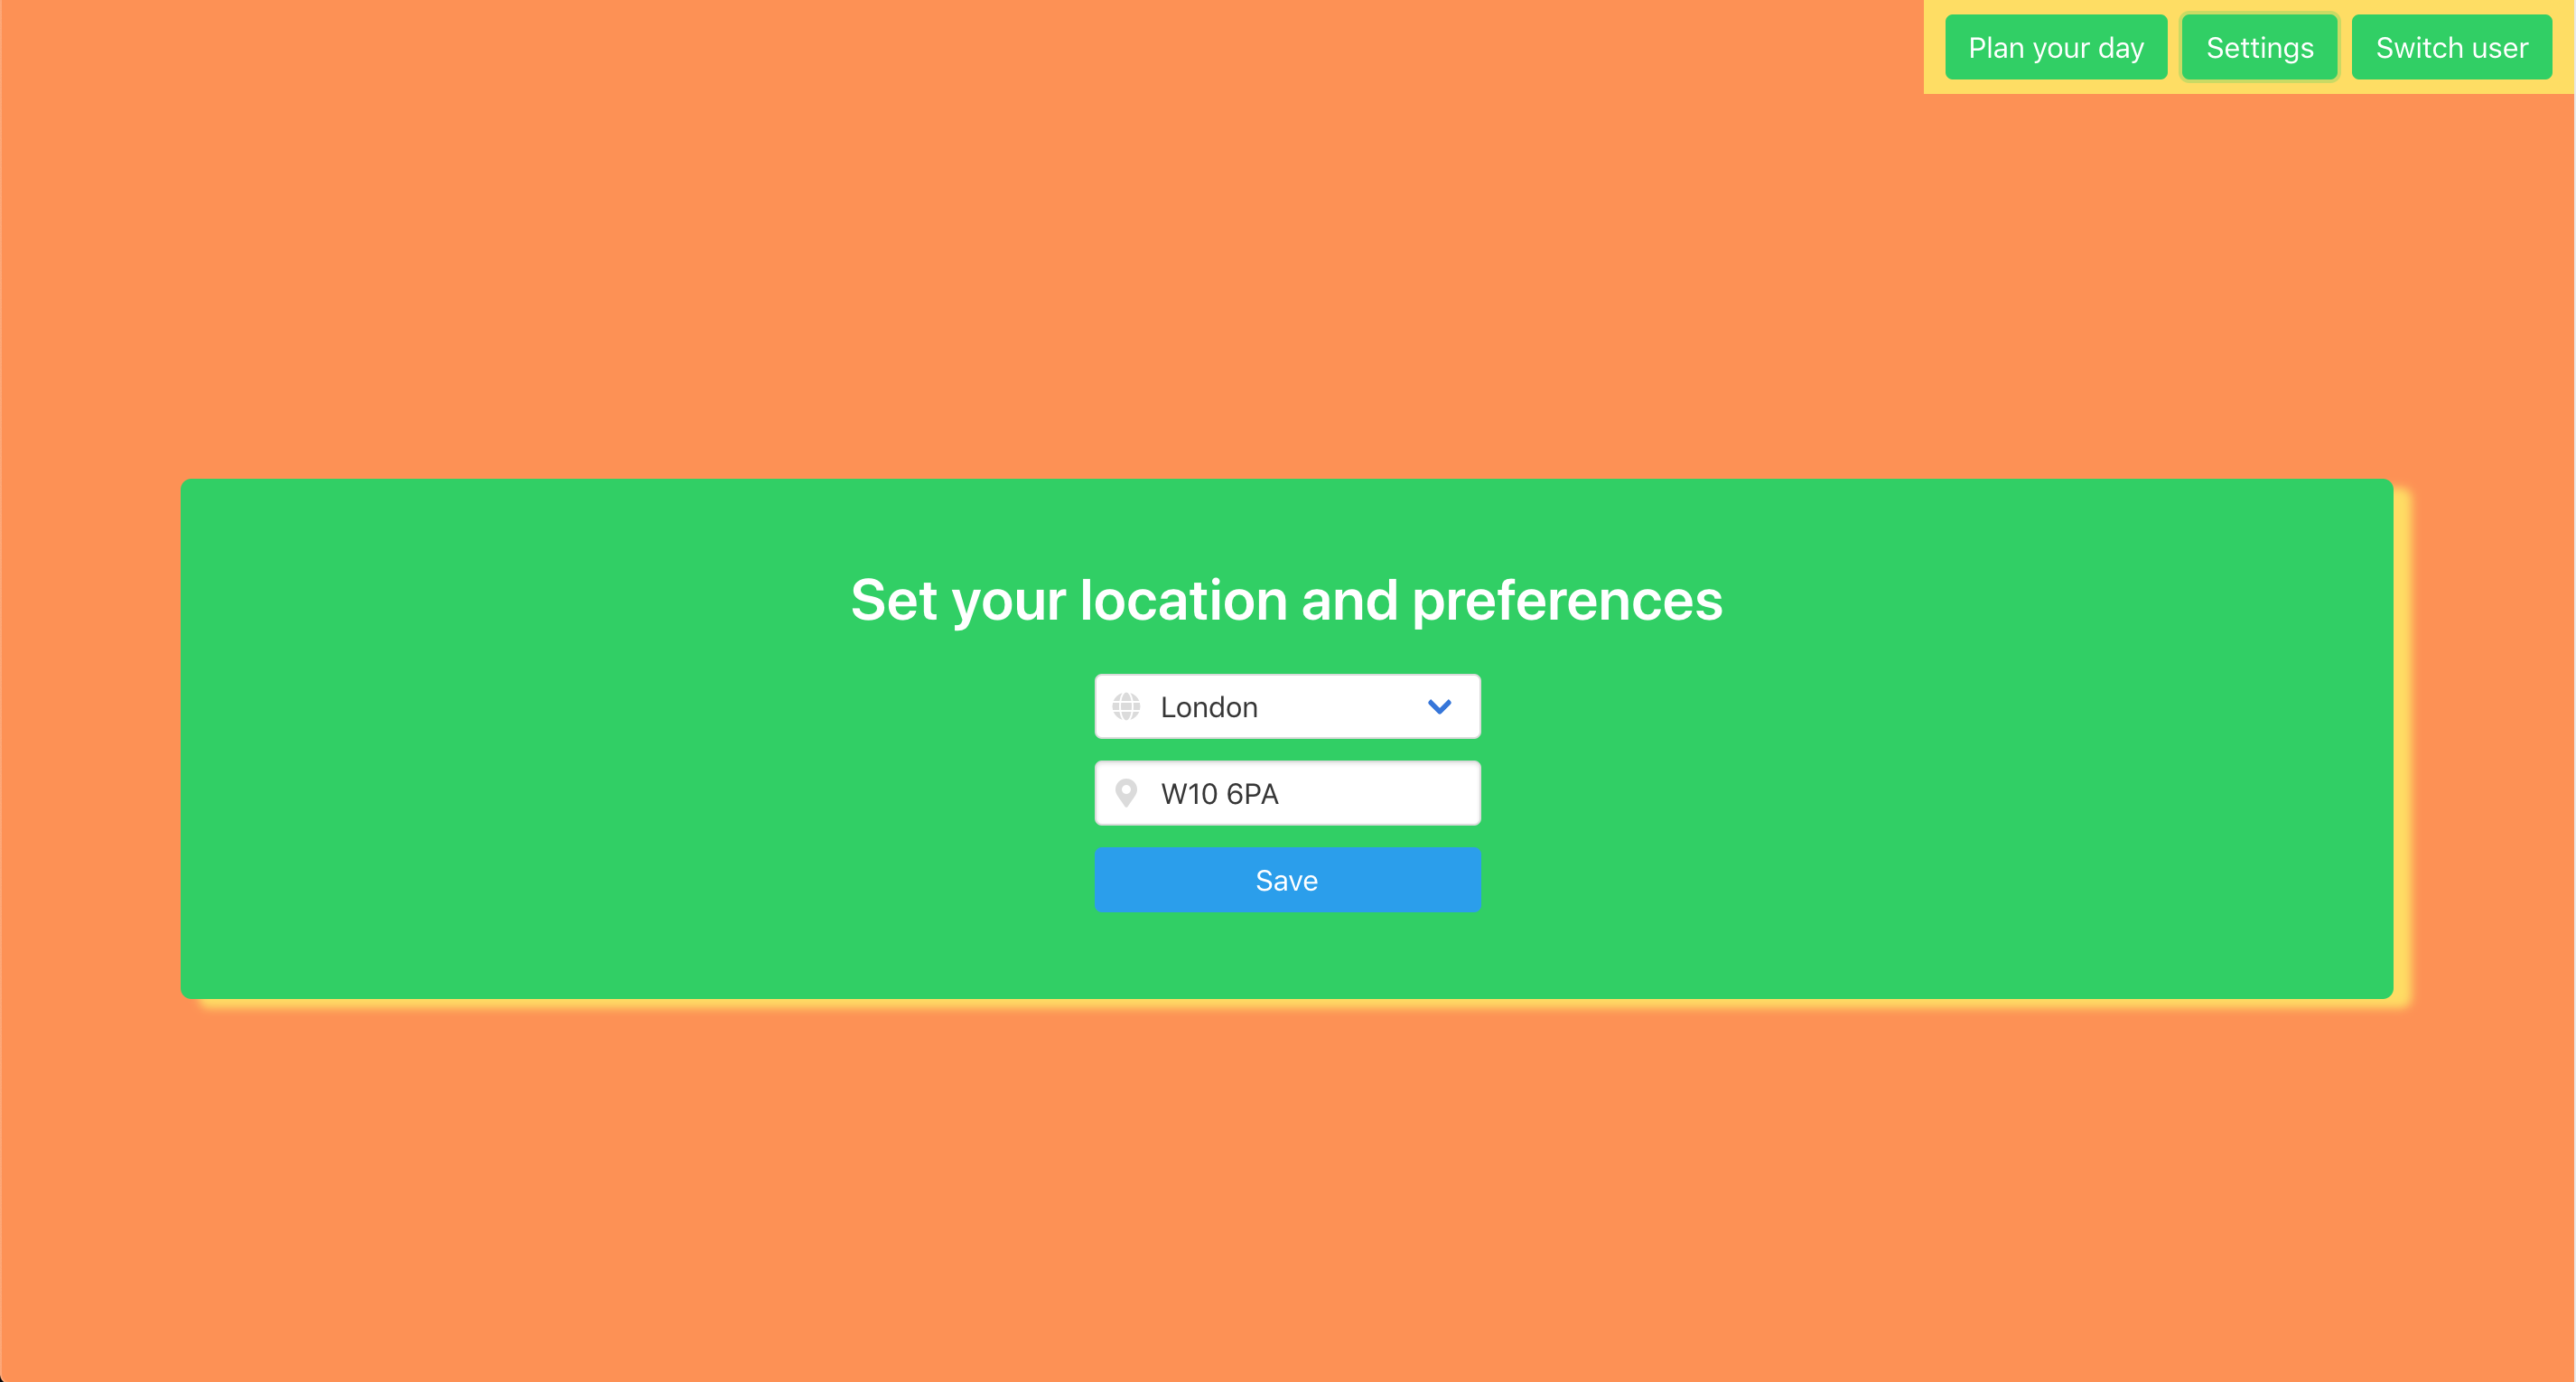 Plan your day
Settings
Switch user
Set your location and preferences
London
W10 6PA
Save